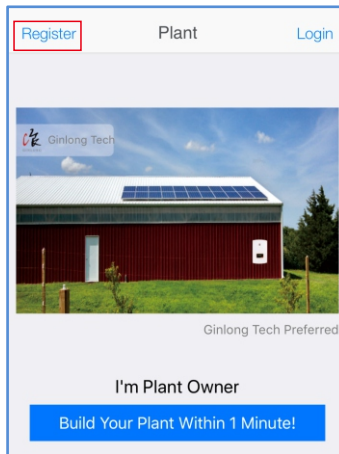 Register Plant Login
Ginlong Tech
Ginlong Tech Preferred
I'm Plant Owner
Build Your Plant Within 1 Minute!